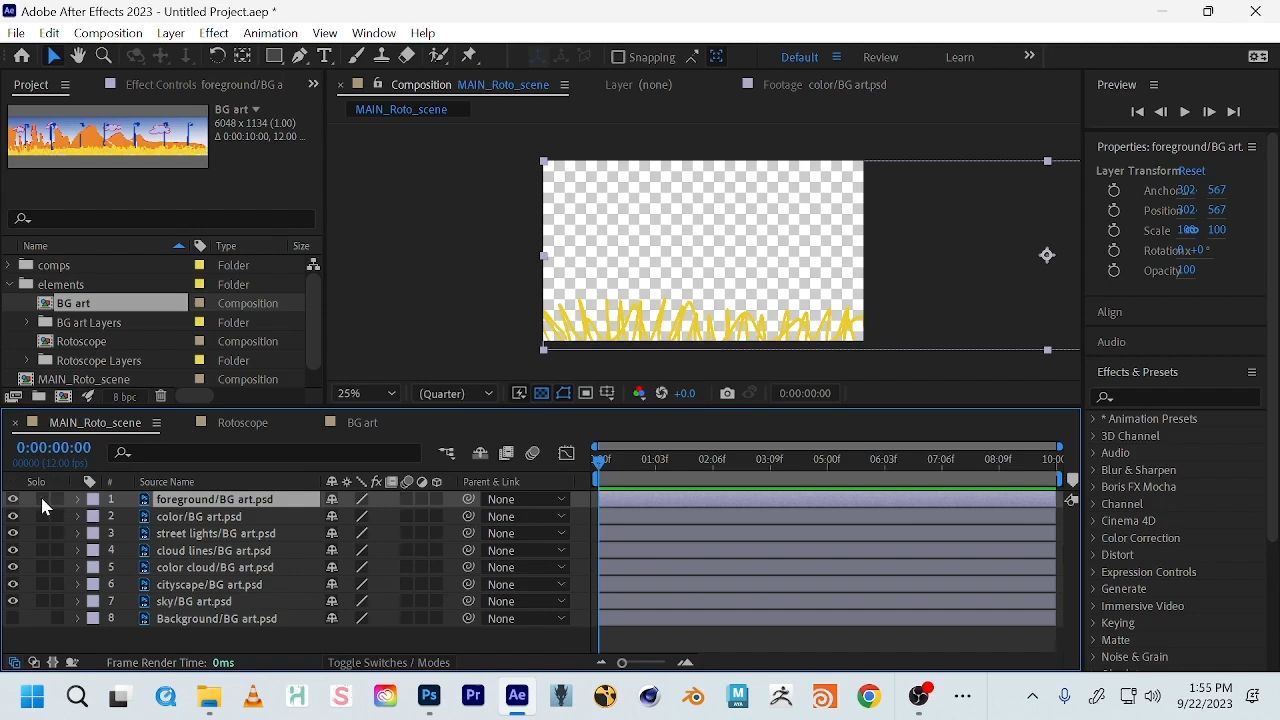 Adobe After Effects 2023 - Untitled Project.aep *
File Edit Composition Layer Effect Animation View Window Help
Snapping Default Review Learn
Project Effect Controls foreground/BG a
Composition MAIN_Roto_scene Layer (none) Footage color/BG art.psd
Preview
MAIN_Roto_scene
BG art
6048 x 1134 (1.00)
Δ 0:00:10:00, 12.00 ...
Properties: foreground/BG art.
Layer Transform Reset
Ancho 302 567
Position 302 567
Scale 100 100
Rotation 0x+0°
Opacity 100
Align
Audio
Name Type Size
comps Folder
elements Folder
BG art Composition
BG art Layers Folder
Rotoscope Composition
Rotoscope Layers Folder
MAIN_Roto_scene Composition
8 bpc
25% (Quarter) +0.0 0:00:00:00
Effects & Presets
* Animation Presets
3D Channel
Audio
Blur & Sharpen
Boris FX Mocha
Channel
Cinema 4D
Color Correction
Distort
Expression Controls
Generate
Immersive Video
Keying
Matte
Noise & Grain
MAIN_Roto_scene Rotoscope BG art
0:00:00:00
00000 (12.00 fps)
01:03f 02:06f 03:09f 05:00f 06:03f 07:06f 08:09f 10:00
Solo # Source Name fx Parent & Link
1 foreground/BG art.psd None
2 color/BG art.psd None
3 street lights/BG art.psd None
4 cloud lines/BG art.psd None
5 color cloud/BG art.psd None
6 cityscape/BG art.psd None
7 sky/BG art.psd None
8 Background/BG art.psd None
Frame Render Time: 0ms Toggle Switches / Modes
1:55 PM
9/22/2023